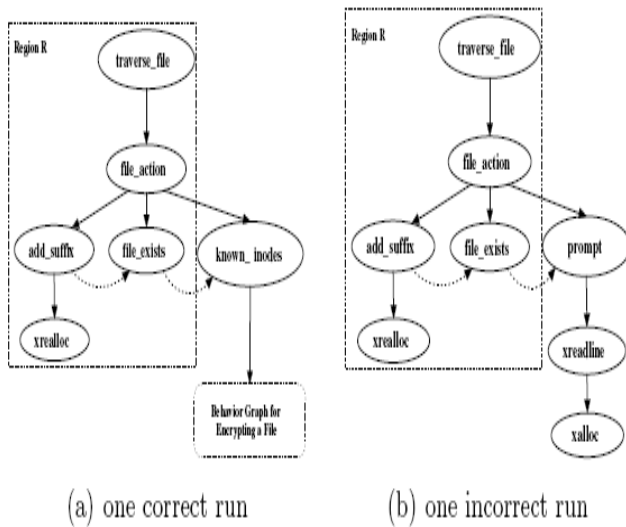 Region R
traverse_file
file_action
add_suffix
file_exists
known_ inodes
xrealloc
Behavior Graph for
Encrypting a File
(a) one correct run
Region R
traverse_file
file_action
add_suffix
file_exists
prompt
xrealloc
xreadline
xalloc
(b) one incorrect run